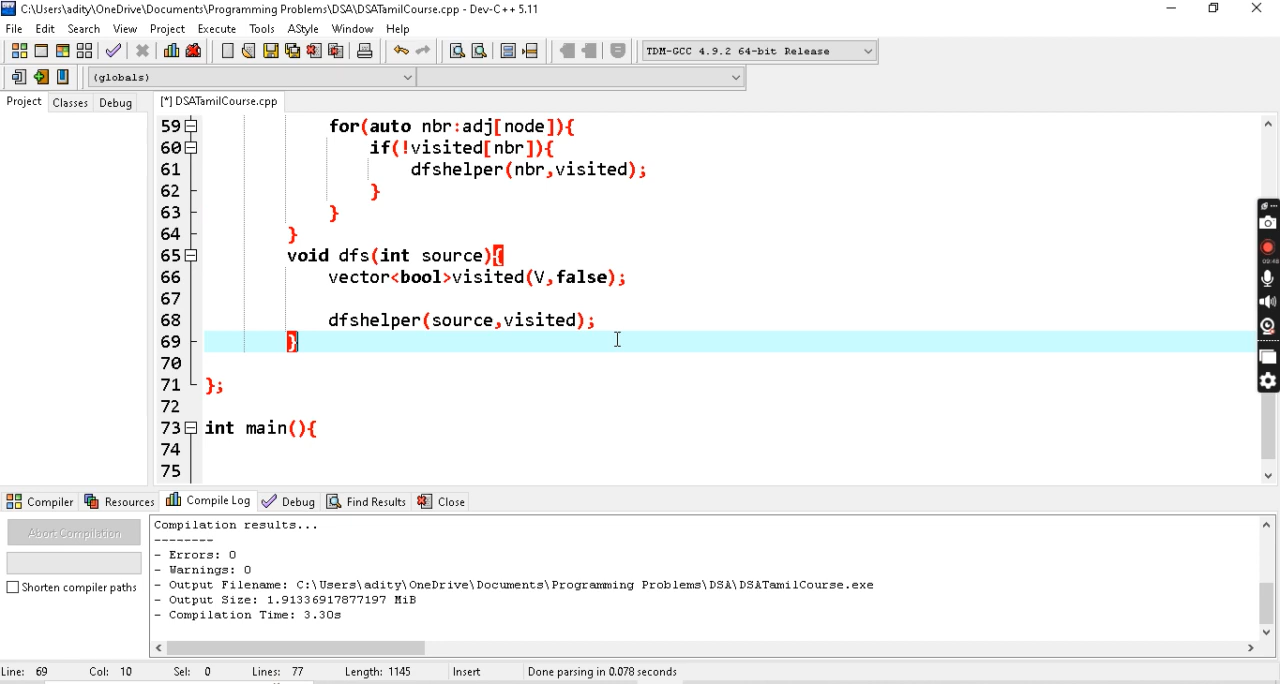 C:\Users\adity\OneDrive\Documents\Programming Problems\DSA\DSATamilCourse.cpp - Dev-C++ 5.11
File Edit Search View Project Execute Tools AStyle Window Help
TDM-GCC 4.9.2 64-bit Release
(globals)
Project Classes Debug [*] DSATamilCourse.cpp
59 for(auto nbr:adj[node]){
60 if(!visited[nbr]){
61 dfshelper(nbr,visited);
62 }
63 }
64 }
65 void dfs(int source){
66 vector<bool>visited(V,false);
67
68 dfshelper(source,visited);
69 }
70
71 };
72
73 int main(){
74
75
00:48
Compiler Resources Compile Log Debug Find Results Close
Abort Compilation
Shorten compiler paths
Compilation results...
--------
- Errors: 0
- Warnings: 0
- Output Filename: C:\Users\adity\OneDrive\Documents\Programming Problems\DSA\DSATamilCourse.exe
- Output Size: 1.91336917877197 MiB
- Compilation Time: 3.30s
Line: 69 Col: 10 Sel: 0 Lines: 77 Length: 1145 Insert Done parsing in 0.078 seconds